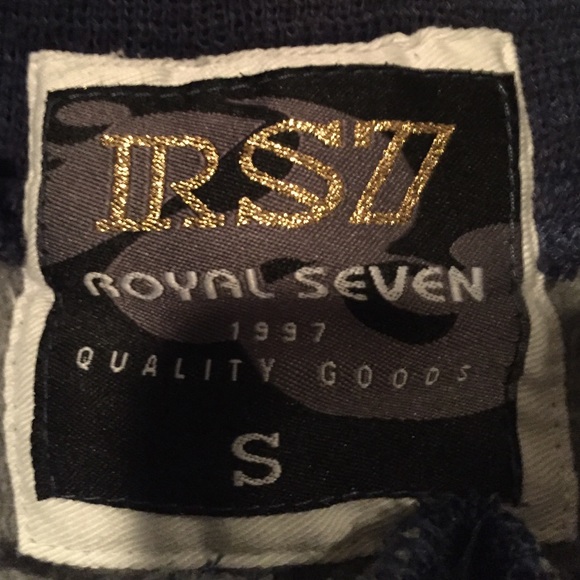 RS7
ROYAL SEVEN
1997
QUALITY GOODS
S